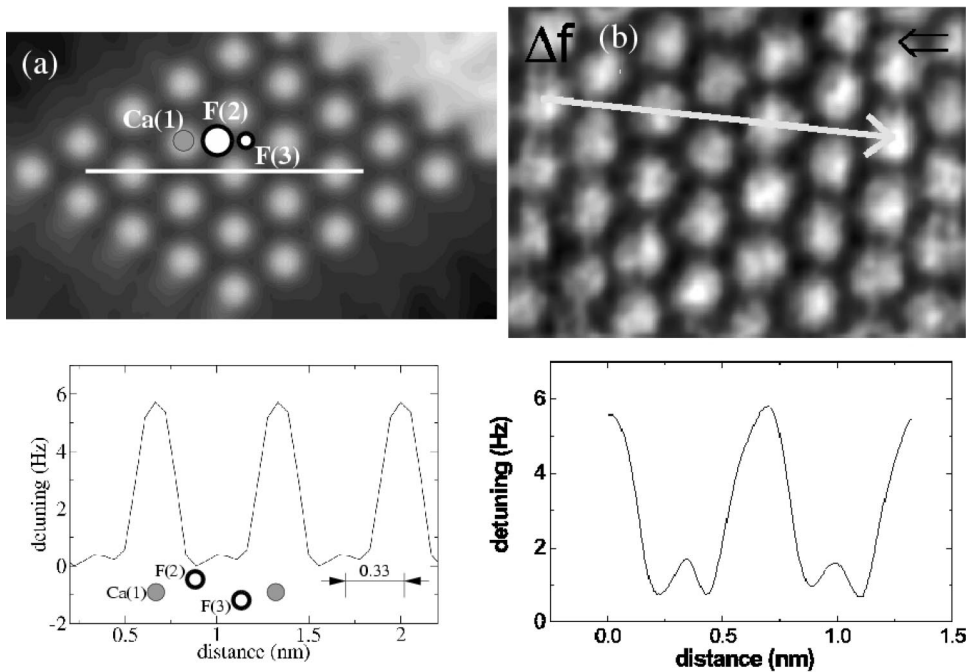 (a)
Ca(1)
F(2)
F(3)
Δf
(b)
6
4
2
0
-2
detuning (Hz)
F(2)
Ca(1)
F(3)
0.33
0.5
1
1.5
2
distance (nm)
6
4
2
0
detuning (Hz)
0.0
0.5
1.0
1.5
distance (nm)